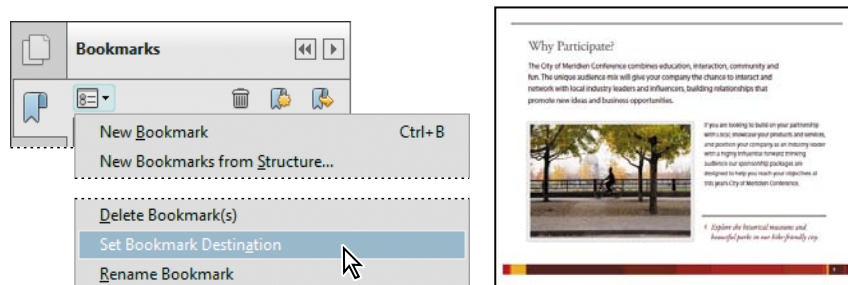 Bookmarks
New Bookmark Ctrl+B
New Bookmarks from Structure...
Delete Bookmark(s)
Set Bookmark Destination
Rename Bookmark
Why Participate?
The City of Meridien Conference combines education, interaction, community and
fun. The unique audience mix will give your company the chance to interact and
network with local industry leaders and influencers, building relationships that
promote new ideas and business opportunities.
If you are looking to build on your partnership
with Local, showcase your products and services,
and position your company as an industry leader
with a highly influential forward thinking
audience our sponsorship packages are
designed to help you reach your objectives at
this years City of Meridien Conference.
Explore the historical museums and
beautiful parks in our bike-friendly city.